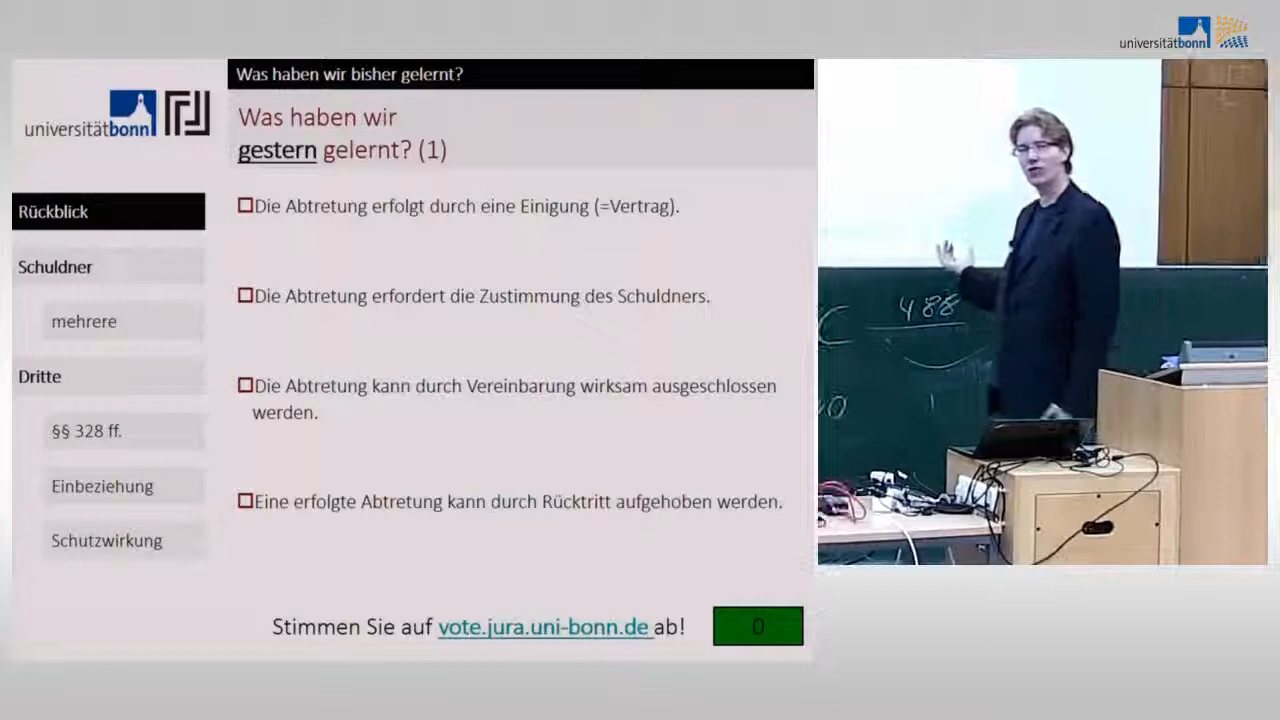 universitätbonn
Was haben wir bisher gelernt?
universitätbonn
Was haben wir
gestern gelernt? (1)
Rückblick
Schuldner
mehrere
Dritte
§§ 328 ff.
Einbeziehung
Schutzwirkung
Die Abtretung erfolgt durch eine Einigung (=Vertrag).
Die Abtretung erfordert die Zustimmung des Schuldners.
Die Abtretung kann durch Vereinbarung wirksam ausgeschlossen
werden.
Eine erfolgte Abtretung kann durch Rücktritt aufgehoben werden.
Stimmen Sie auf vote.jura.uni-bonn.de ab!
0
488